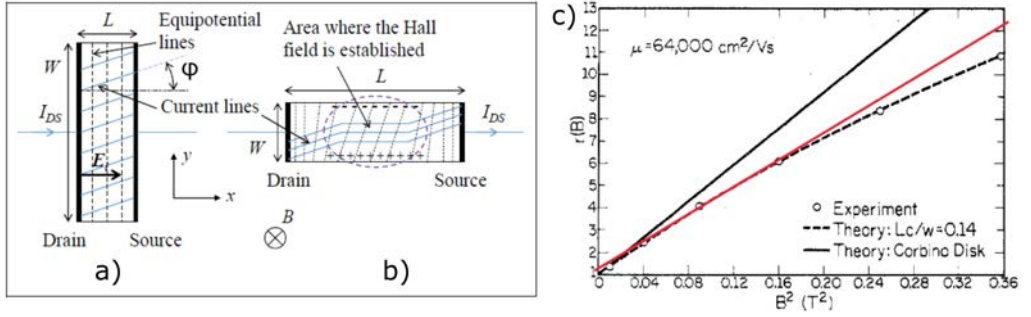 L
Equipotential
lines
W
φ
Current lines
I_DS
E
y
x
Drain
Source
a)
Area where the Hall
field is established
L
I_DS
W
Drain
Source
B
b)
c)
μ=64,000 cm²/Vs
r(B)
13
12
11
10
9
8
7
6
5
4
3
2
1
0
0.04
0.08
0.12
0.16
0.20
0.24
0.28
0.32
0.36
B² (T²)
Experiment
Theory: Lc/w=0.14
Theory: Corbino Disk